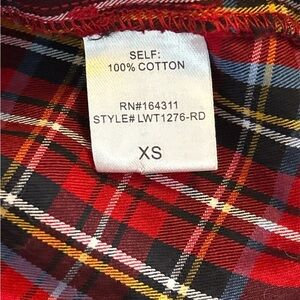 SELF:
100% COTTON
RN#164311
STYLE# LWT1276-RD
XS